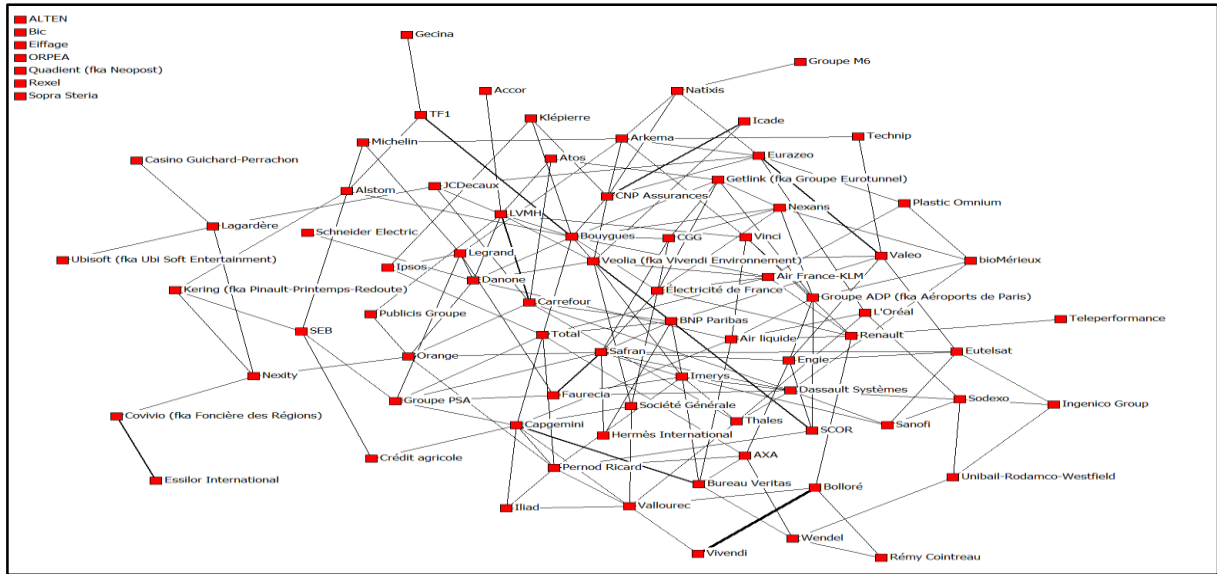 ALTEN
Bic
Eiffage
ORPEA
Quadient (fka Neopost)
Rexel
Sopra Steria
Gecina
Groupe M6
Accor
Natixis
TF1
Klépierre
Icade
Michelin
Arkema
Technip
Casino Guichard-Perrachon
Atos
Eurazeo
Alstom
JCDecaux
Getlink (fka Groupe Eurotunnel)
CNP Assurances
Nexans
Plastic Omnium
LVMH
Lagardère
Schneider Electric
Bouygues
CGG
Vinci
Legrand
Valeo
Ubisoft (fka Ubi Soft Entertainment)
Ipsos
Veolia (fka Vivendi Environnement)
bioMérieux
Danone
Air France-KLM
Kering (fka Pinault-Printemps-Redoute)
Électricité de France
Groupe ADP (fka Aéroports de Paris)
Carrefour
Publicis Groupe
L'Oréal
Teleperformance
SEB
BNP Paribas
Total
Air liquide
Renault
Orange
Safran
Engie
Eutelsat
Nexity
Imerys
Dassault Systèmes
Groupe PSA
Faurecia
Société Générale
Sodexo
Ingenico Group
Covivio (fka Foncière des Régions)
Capgemini
Hermès International
Thales
SCOR
Sanofi
Crédit agricole
AXA
Pernod Ricard
Essilor International
Bureau Veritas
Bolloré
Unibail-Rodamco-Westfield
Iliad
Vallourec
Wendel
Vivendi
Rémy Cointreau